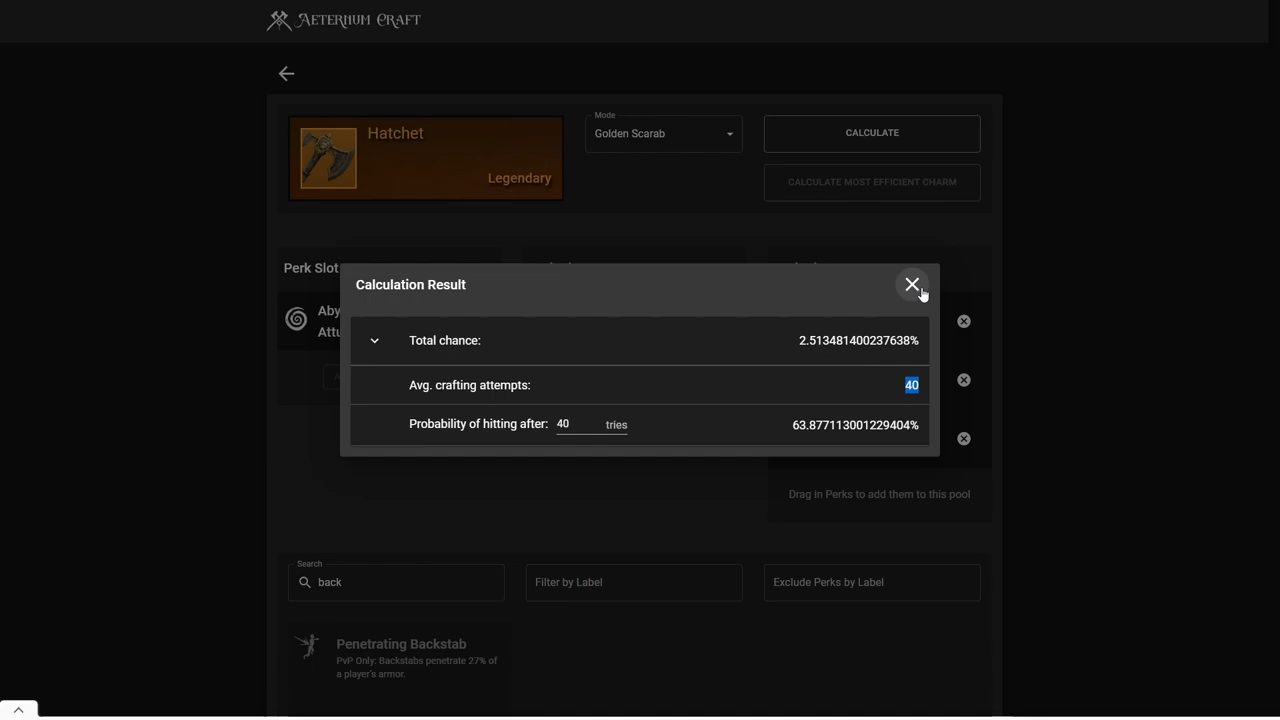 AETERNUM CRAFT
Hatchet
Legendary
Mode
Golden Scarab
CALCULATE
CALCULATE MOST EFFICIENT CHARM
Perk Slot
Aby
Attu
Calculation Result
Total chance:
2.513481400237638%
Avg. crafting attempts:
40
Probability of hitting after: 40 tries
63.877113001229404%
Drag in Perks to add them to this pool
Search
back
Filter by Label
Exclude Perks by Label
Penetrating Backstab
PvP Only: Backstabs penetrate 27% of
a player's armor.